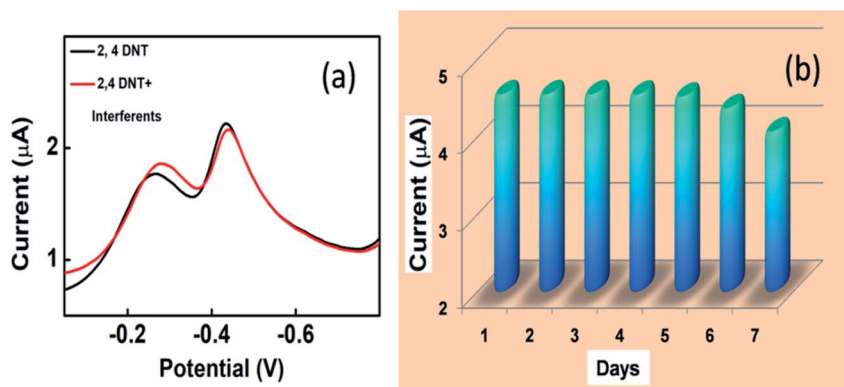 2, 4 DNT
2,4 DNT+
Interferents
(a)
Current (µA)
2
1
-0.2
-0.4
-0.6
Potential (V)
(b)
Current (µA)
5
4
3
2
1 2 3 4 5 6 7
Days